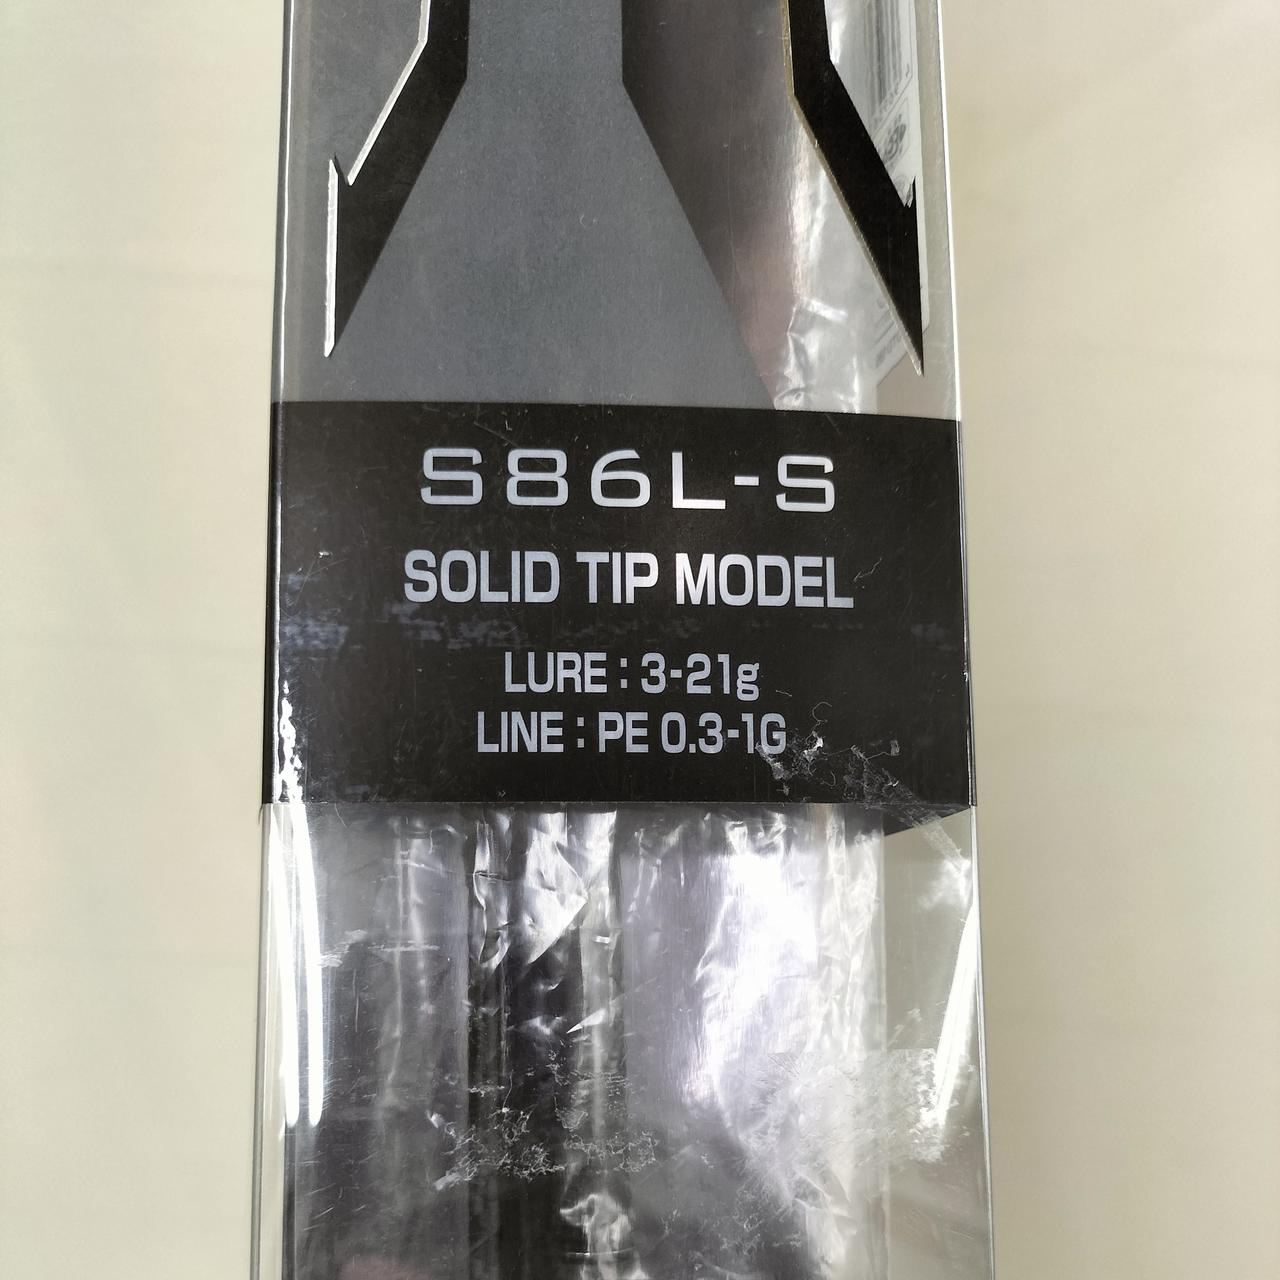 S86L-S
SOLID TIP MODEL
LURE : 3-21g
LINE : PE 0.3-1G